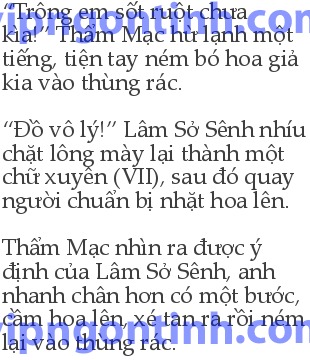 “Trông em sốt ruột chưa
kìa!” Thẩm Mạc hừ lạnh một
tiếng, tiện tay ném bó hoa giả
kia vào thùng rác.
“Đồ vô lý!” Lâm Sở Sênh nhíu
chặt lông mày lại thành một
chữ xuyên (VII), sau đó quay
người chuẩn bị nhặt hoa lên.
Thẩm Mạc nhìn ra được ý
định của Lâm Sở Sênh, anh
nhanh chân hơn có một bước,
cầm hoa lên, xé tan ra rồi ném
lại vào thùng rác.